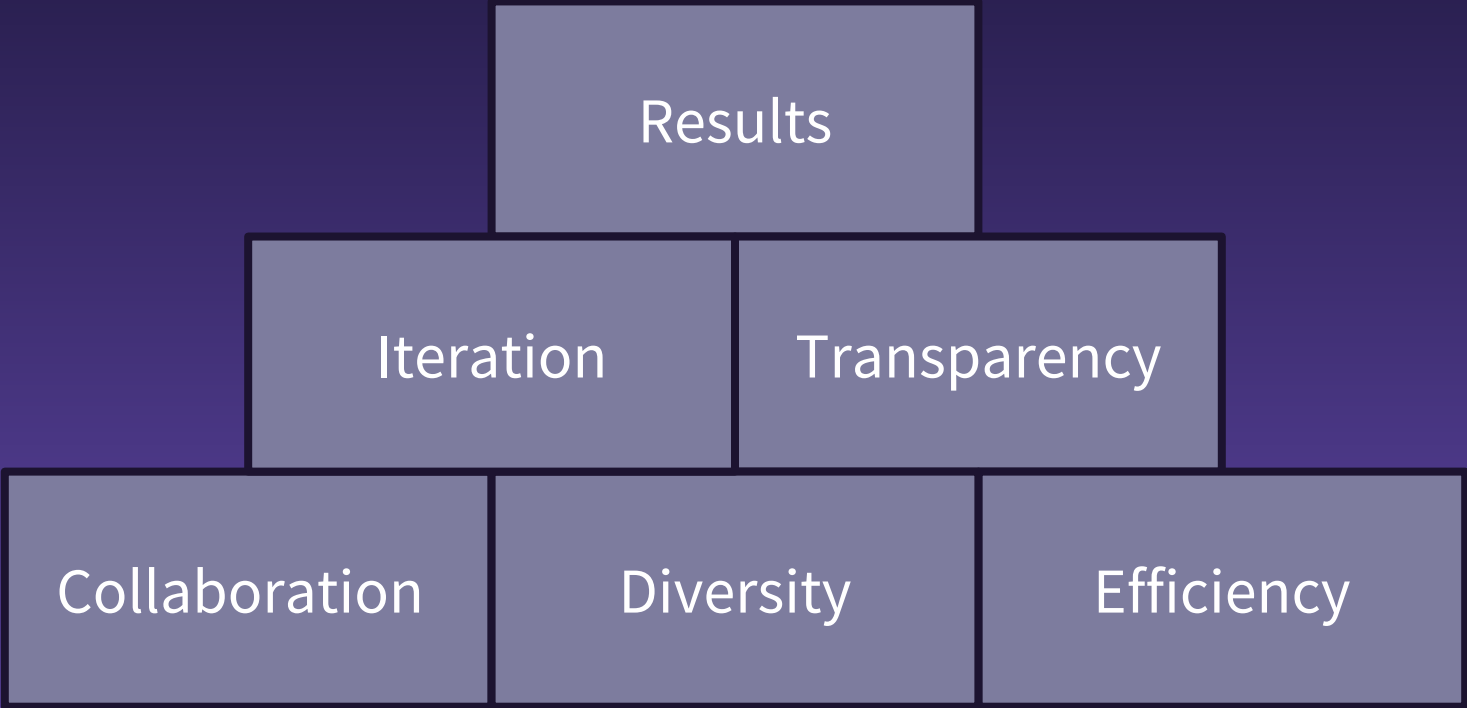 Results
Iteration
Transparency
Collaboration
Diversity
Efficiency